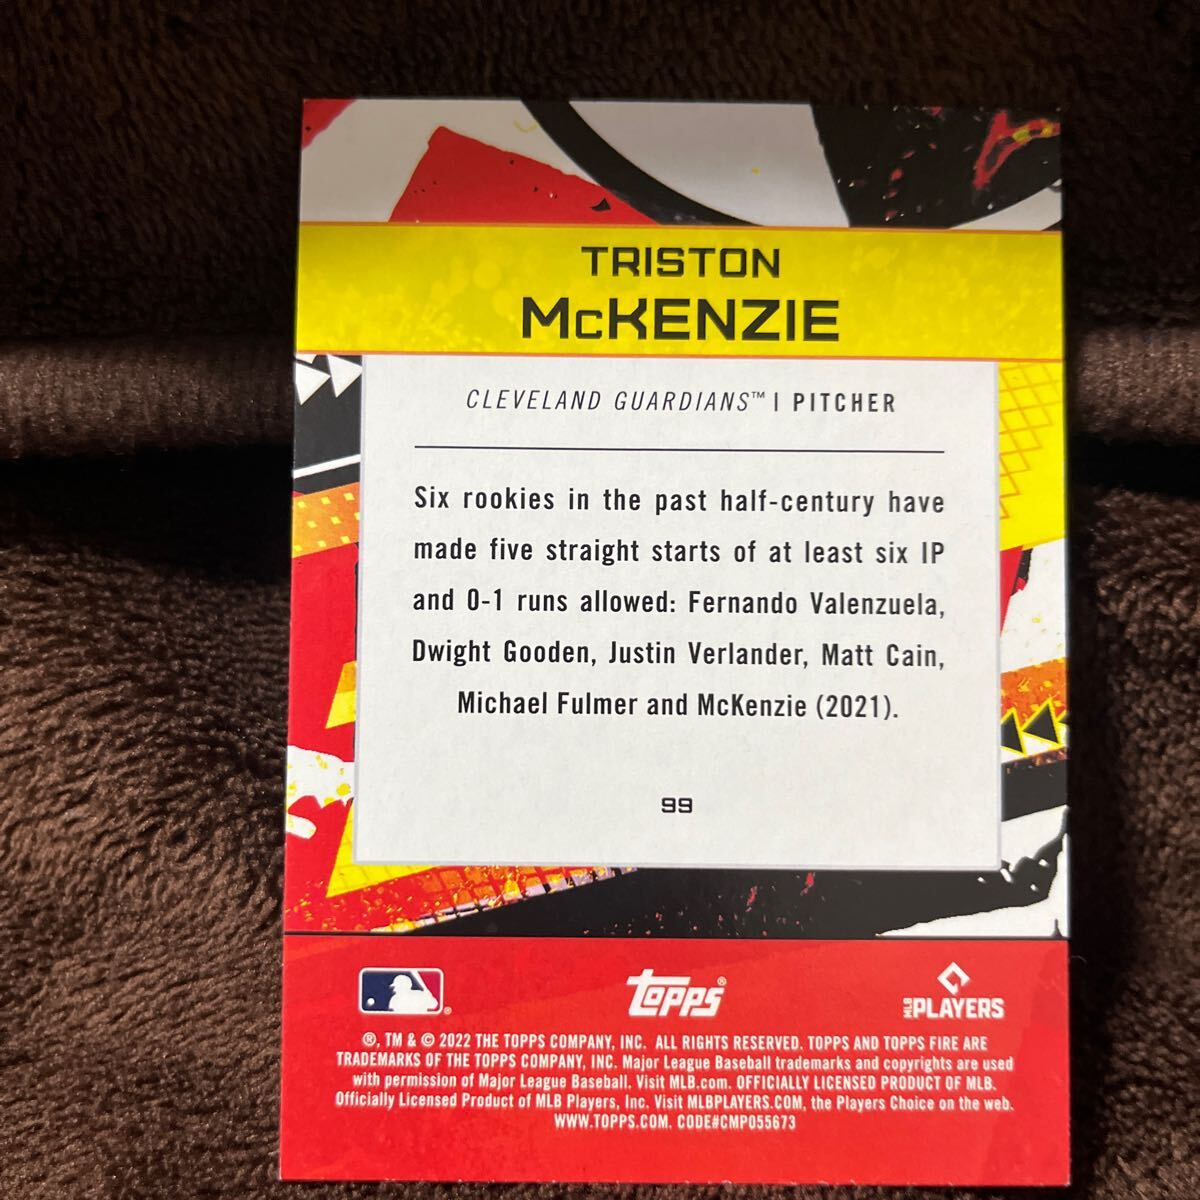 TRISTON
McKENZIE
CLEVELAND GUARDIANS™ | PITCHER
Six rookies in the past half-century have
made five straight starts of at least six IP
and 0-1 runs allowed: Fernando Valenzuela,
Dwight Gooden, Justin Verlander, Matt Cain,
Michael Fulmer and McKenzie (2021).
99
topps®
MLB PLAYERS
®, TM & © 2022 THE TOPPS COMPANY, INC. ALL RIGHTS RESERVED. TOPPS AND TOPPS FIRE ARE
TRADEMARKS OF THE TOPPS COMPANY, INC. Major League Baseball trademarks and copyrights are used
with permission of Major League Baseball. Visit MLB.com. OFFICIALLY LICENSED PRODUCT OF MLB.
Officially Licensed Product of MLB Players, Inc. Visit MLBPLAYERS.COM, the Players Choice on the web.
WWW.TOPPS.COM. CODE#CMP055673